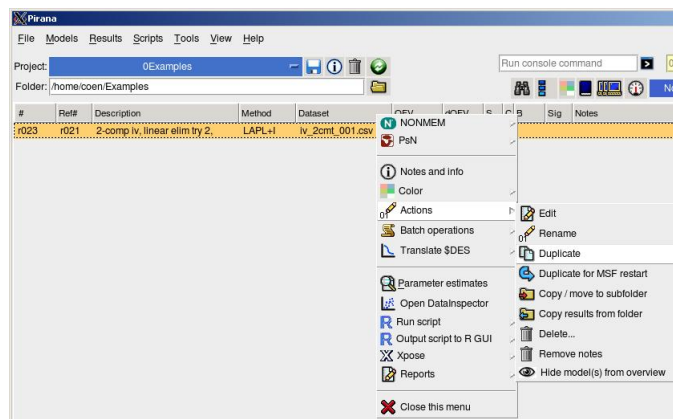 Pirana
File Models Results Scripts Tools View Help
Project: 0Examples Run console command
Folder: /home/coen/Examples
# Ref# Description Method Dataset OFV dOFV S C B Sig Notes
r023 r021 2-comp iv, linear elim try 2, LAPL+I iv_2cmt_001.csv
NONMEM
PsN
Notes and info
Color
Actions
Batch operations
Translate $DES
Parameter estimates
Open DataInspector
Run script
Output script to R GUI
Xpose
Reports
Close this menu
Edit
Rename
Duplicate
Duplicate for MSF restart
Copy / move to subfolder
Copy results from folder
Delete...
Remove notes
Hide model(s) from overview